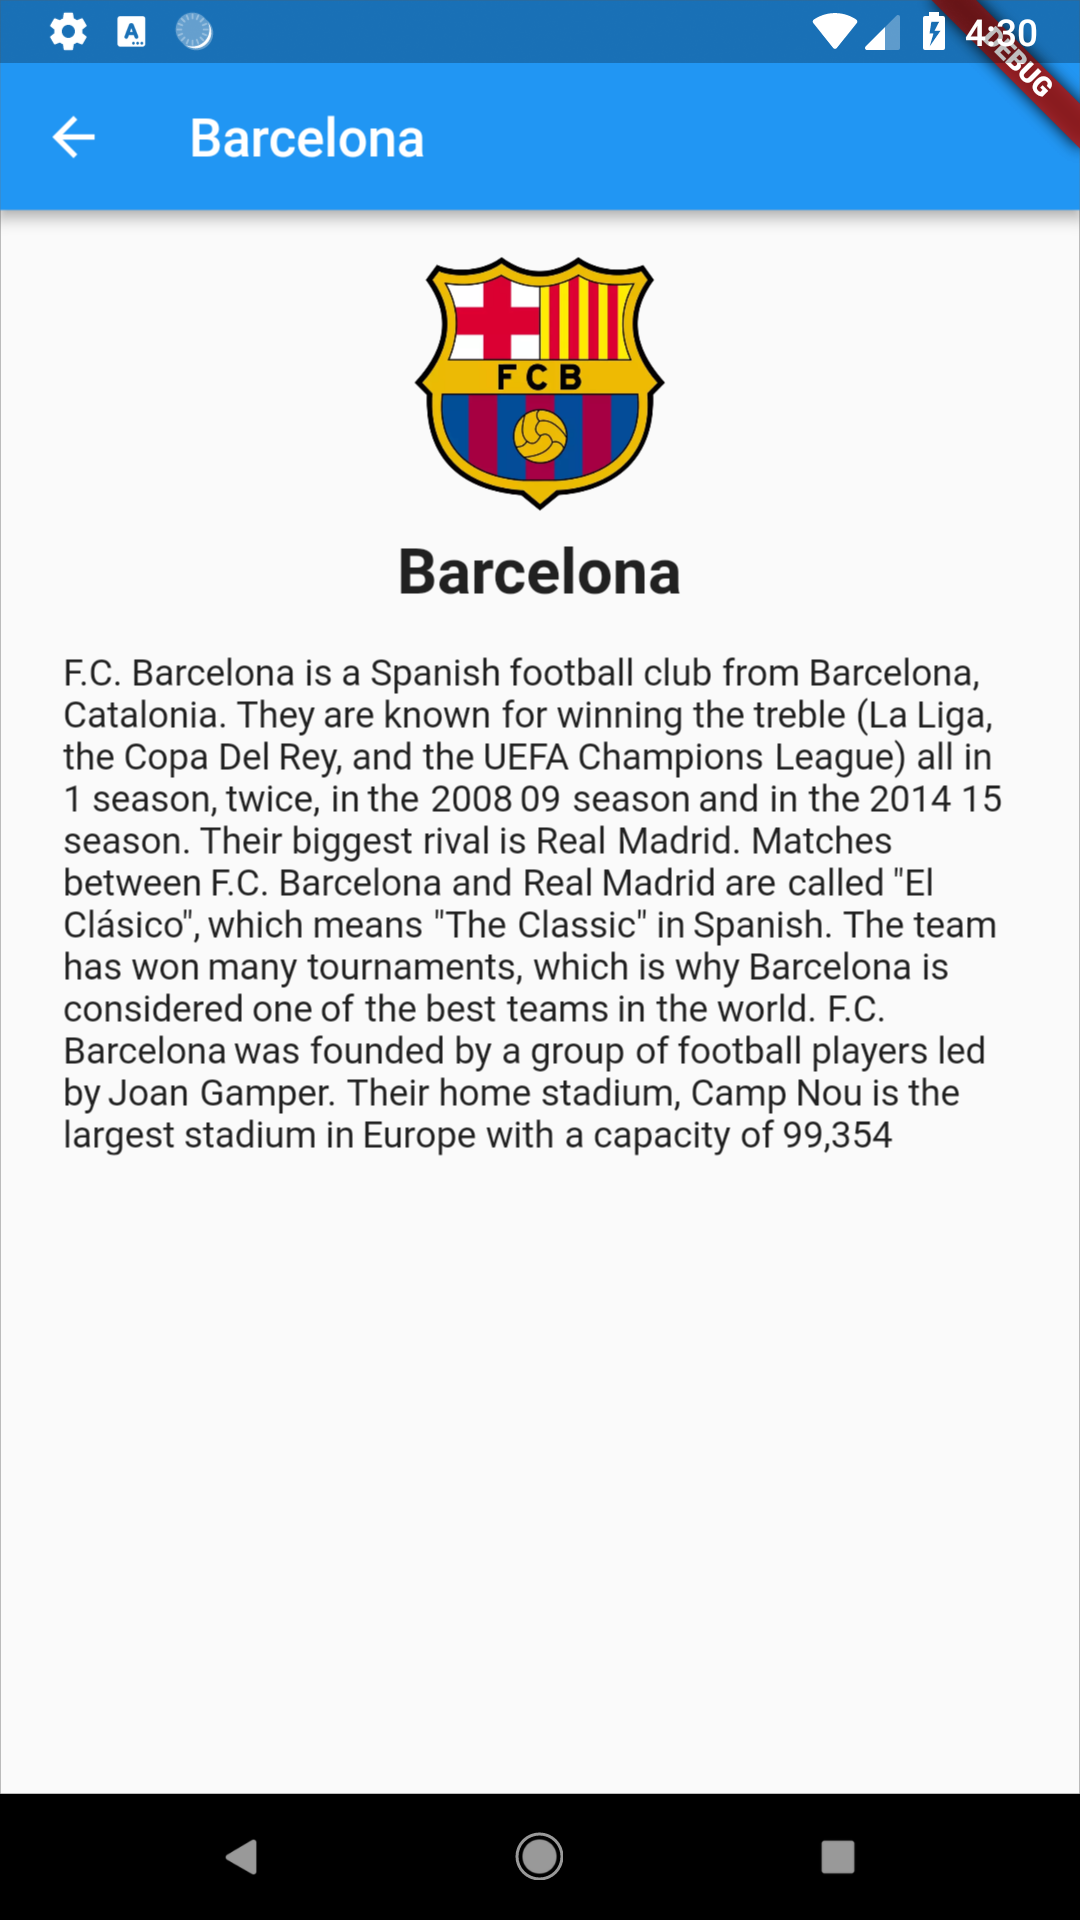 4:30
DEBUG
Barcelona
F C B
Barcelona
F.C. Barcelona is a Spanish football club from Barcelona,
Catalonia. They are known for winning the treble (La Liga,
the Copa Del Rey, and the UEFA Champions League) all in
1 season, twice, in the 2008 09 season and in the 2014 15
season. Their biggest rival is Real Madrid. Matches
between F.C. Barcelona and Real Madrid are called "El
Clásico", which means "The Classic" in Spanish. The team
has won many tournaments, which is why Barcelona is
considered one of the best teams in the world. F.C.
Barcelona was founded by a group of football players led
by Joan Gamper. Their home stadium, Camp Nou is the
largest stadium in Europe with a capacity of 99,354